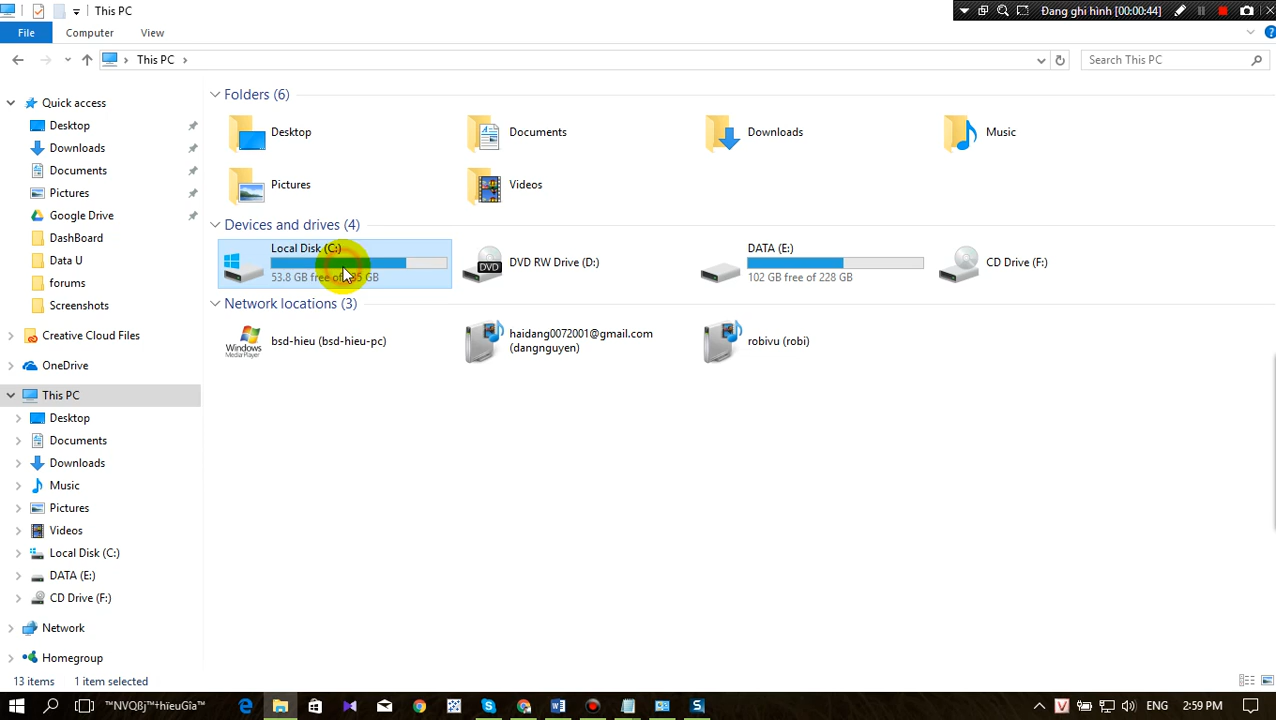 This PC
Đang ghi hình [00:00:44]
File
Computer
View
This PC
Search This PC
Quick access
Desktop
Downloads
Documents
Pictures
Google Drive
DashBoard
Data U
forums
Screenshots
Creative Cloud Files
OneDrive
This PC
Desktop
Documents
Downloads
Music
Pictures
Videos
Local Disk (C:)
DATA (E:)
CD Drive (F:)
Network
Homegroup
Folders (6)
Desktop
Documents
Downloads
Music
Pictures
Videos
Devices and drives (4)
Local Disk (C:)
53.8 GB free of GB
DVD
DVD RW Drive (D:)
DATA (E:)
102 GB free of 228 GB
CD Drive (F:)
Network locations (3)
Windows
Media Player
bsd-hieu (bsd-hieu-pc)
haidang0072001@gmail.com
(dangnguyen)
robivu (robi)
13 items
1 item selected
ENG
2:59 PM